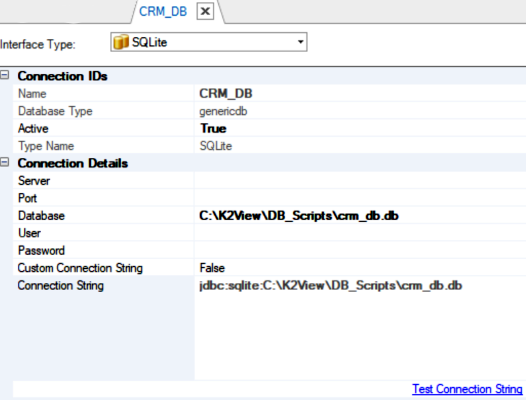 CRM_DB
Interface Type: SQLite
Connection IDs
Name CRM_DB
Database Type genericdb
Active True
Type Name SQLite
Connection Details
Server
Port
Database C:\K2View\DB_Scripts\crm_db.db
User
Password
Custom Connection String False
Connection String jdbc:sqlite:C:\K2View\DB_Scripts\crm_db.db
Test Connection String